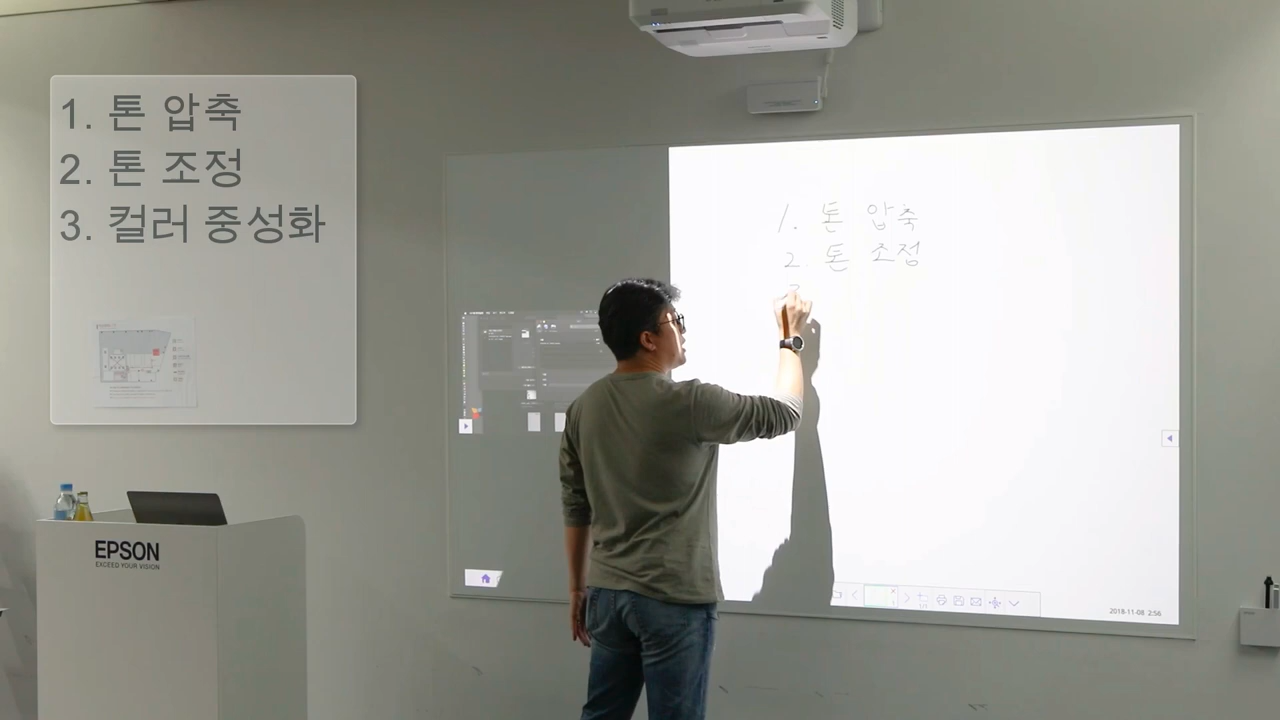 1. 톤 압축
2. 톤 조정
3. 컬러 중성화
1. 톤 압축
2. 톤 조정
3
EPSON
EXCEED YOUR VISION
2018-11-08 2:56